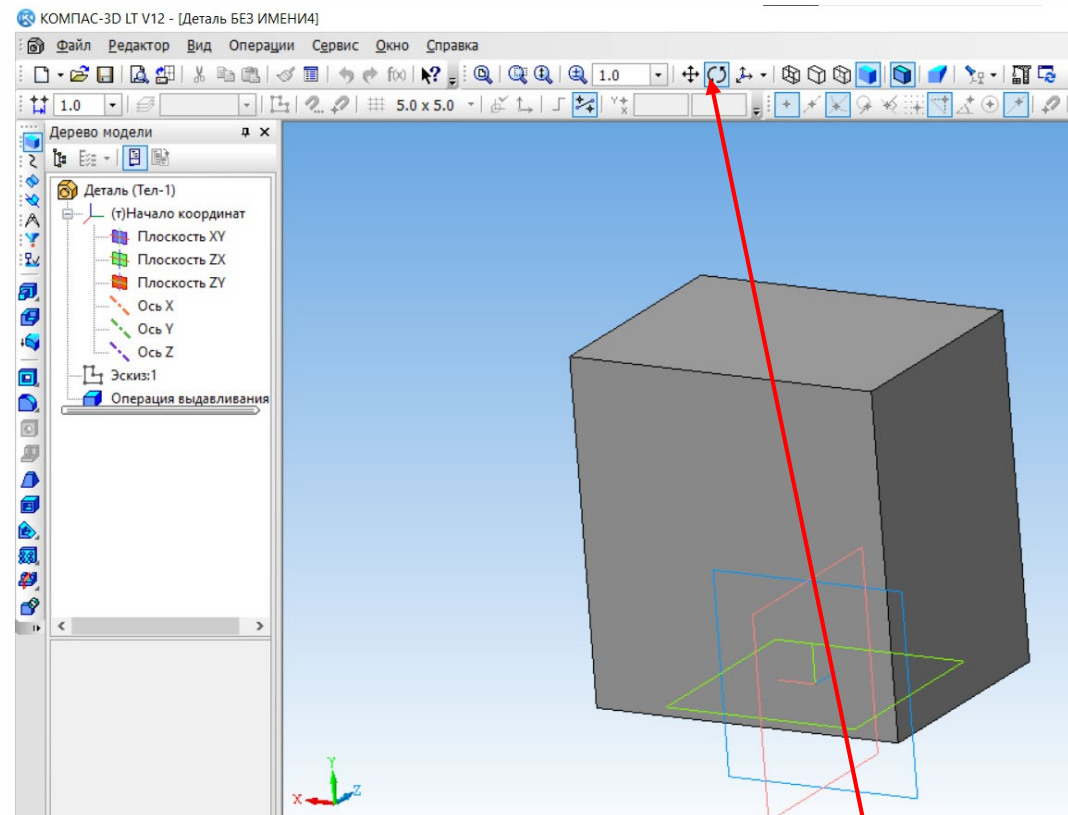 КОМПАС-3D LT V12 - [Деталь БЕЗ ИМЕНИ4]
Файл Редактор Вид Операции Сервис Окно Справка
f(x) 1.0
1.0 5.0 x 5.0
Дерево модели
Деталь (Тел-1)
(т)Начало координат
Плоскость XY
Плоскость ZX
Плоскость ZY
Ось X
Ось Y
Ось Z
Эскиз:1
Операция выдавливания
Y
X Z